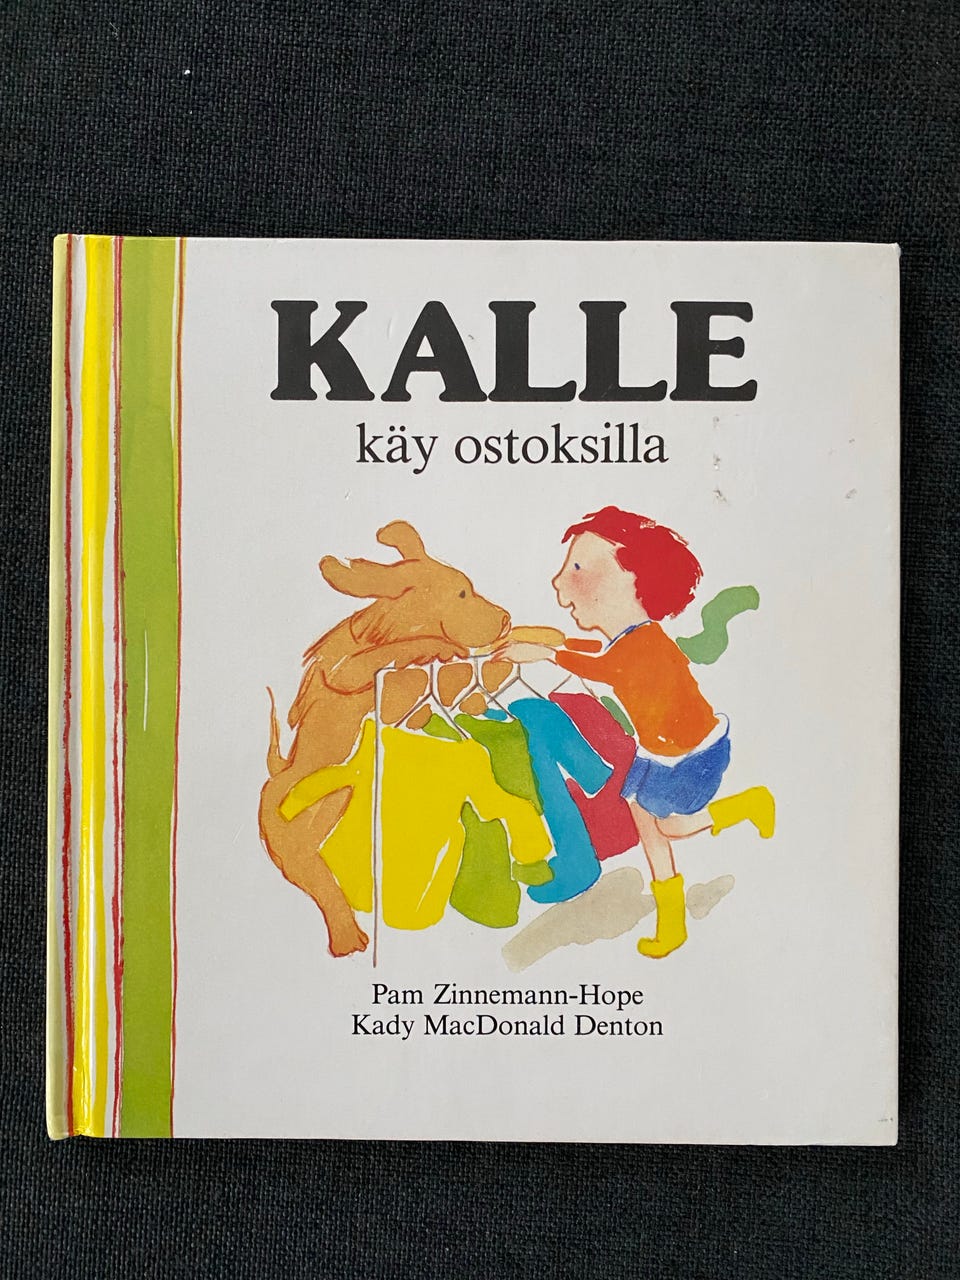 KALLE
käy ostoksilla
Pam Zinnemann-Hope
Kady MacDonald Denton